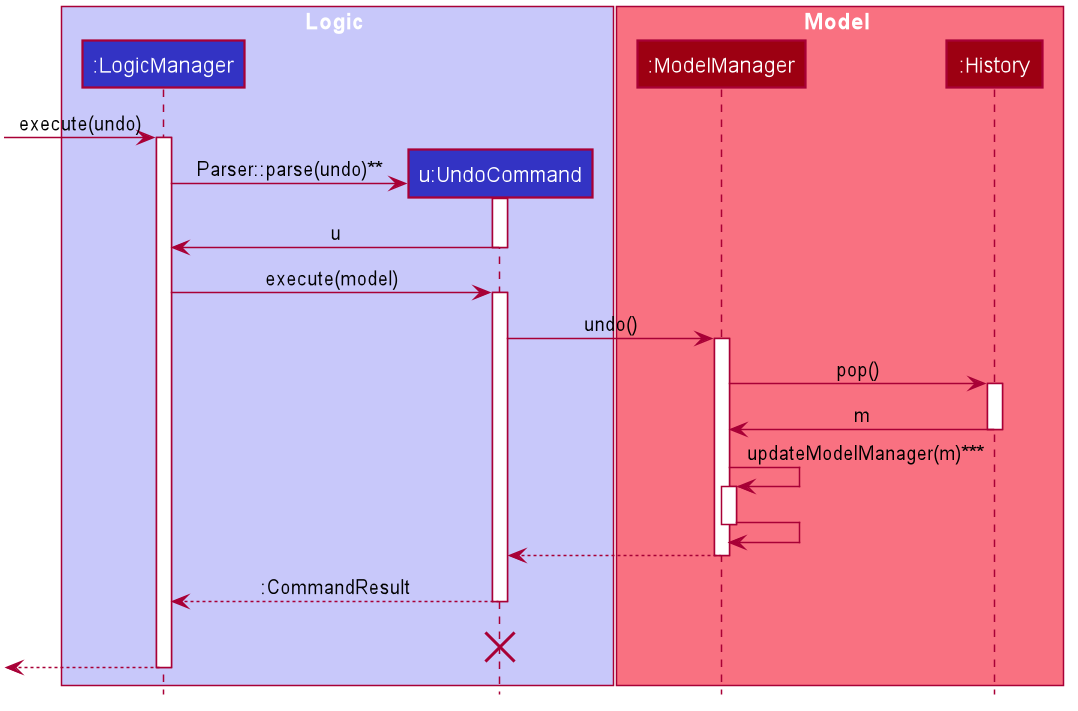 Logic
Model
:LogicManager
:ModelManager
:History
execute(undo)
Parser::parse(undo)**
u:UndoCommand
u
execute(model)
undo()
pop()
m
updateModelManager(m)***
:CommandResult